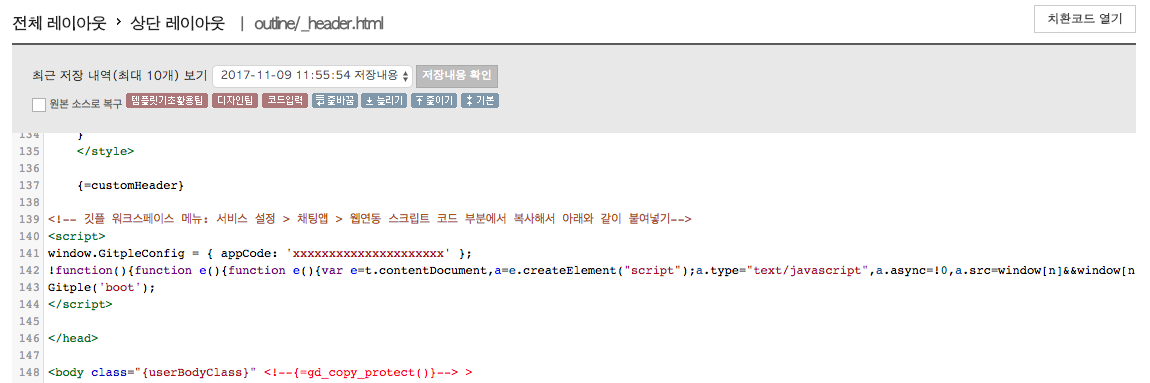 전체 레이아웃 > 상단 레이아웃 | outline/_header.html
치환코드 열기
최근 저장 내역(최대 10개) 보기 2017-11-09 11:55:54 저장내용 저장내용 확인
원본 소스로 복구 템플릿기초활용팁 디자인팁 코드입력 줄바꿈 늘리기 줄이기 기본
134 }
135 </style>
136
137 {=customHeader}
138
139 <!-- 깃플 워크스페이스 메뉴: 서비스 설정 > 채팅앱 > 웹연동 스크립트 코드 부분에서 복사해서 아래와 같이 붙여넣기-->
140 <script>
141 window.GitpleConfig = { appCode: 'xxxxxxxxxxxxxxxxxxxxx' };
142 !function(){function e(){function e(){var e=t.contentDocument,a=e.createElement("script");a.type="text/javascript",a.async=!0,a.src=window[n]&&window[n
143 Gitple('boot');
144 </script>
145
146 </head>
147
148 <body class="{userBodyClass}" <!--{=gd_copy_protect()}--> >